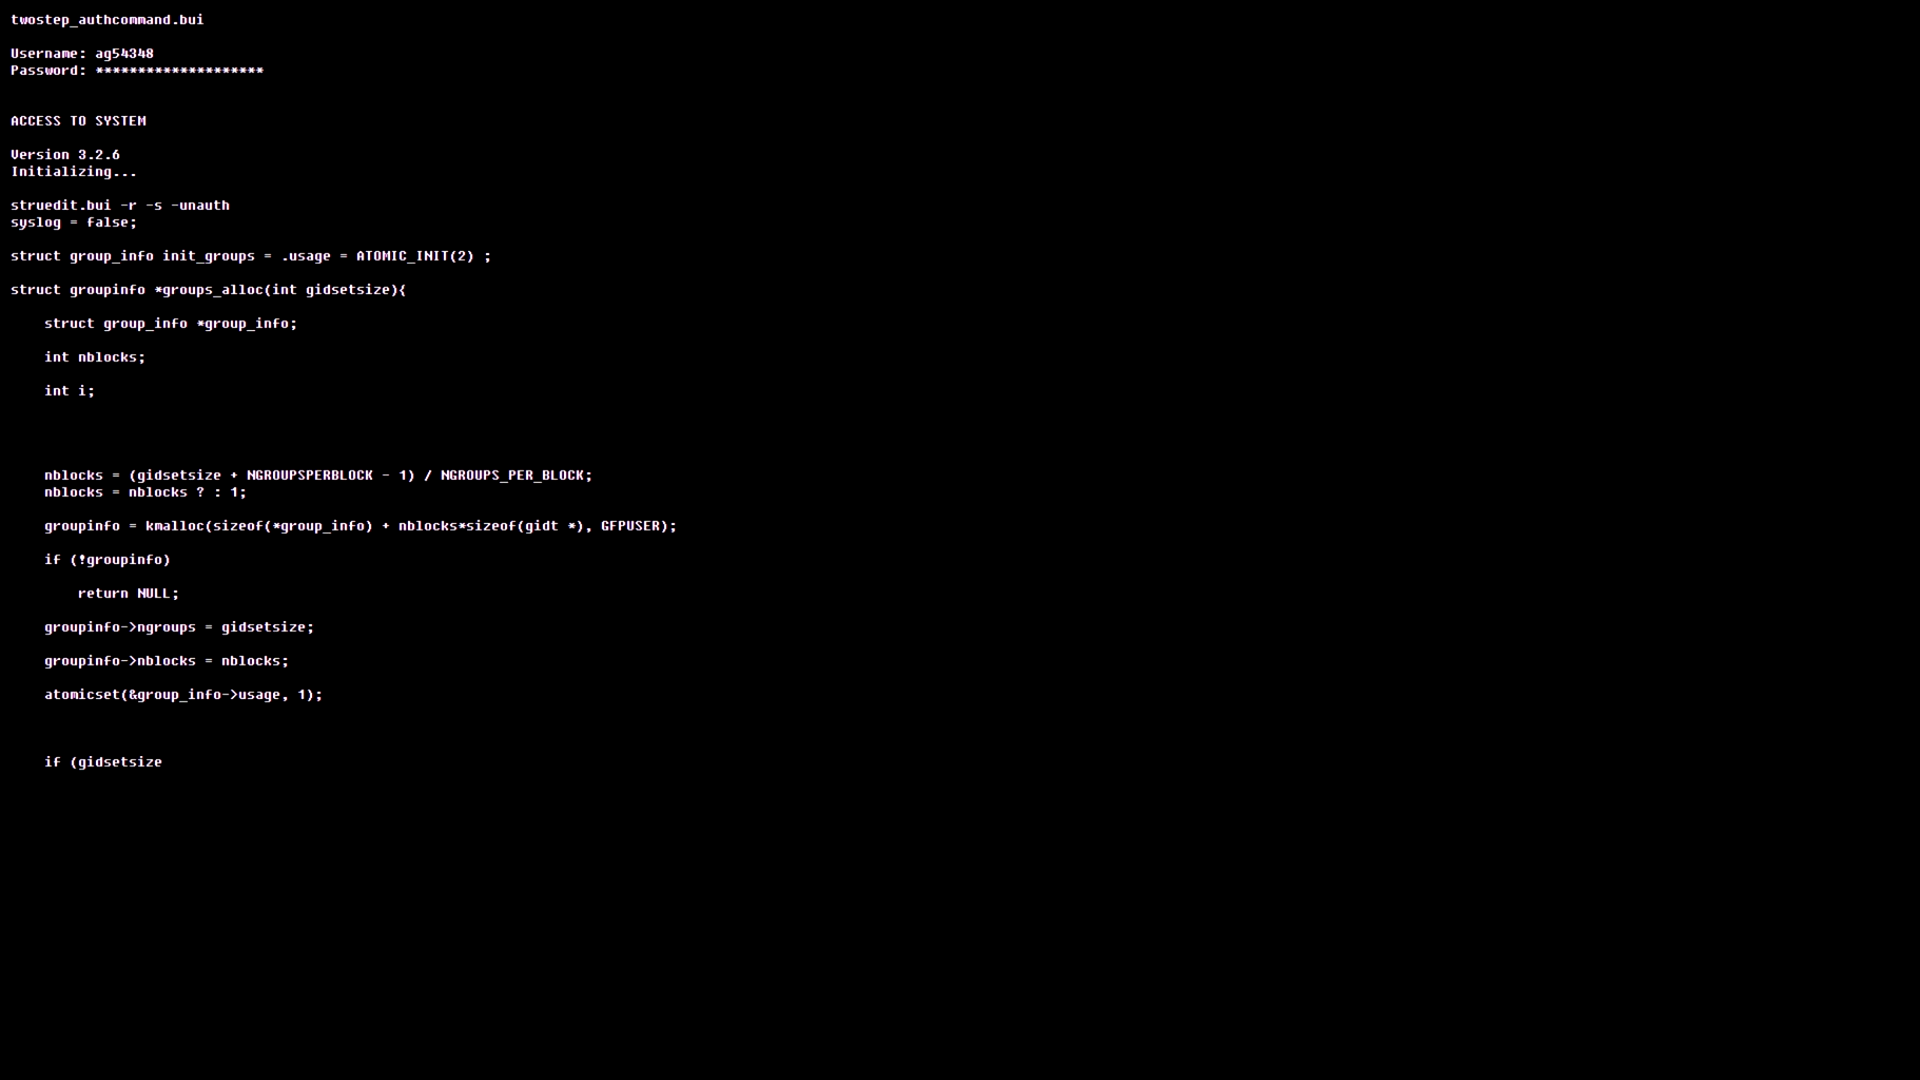 twostep_authcommand.bui
Username: ag54348
Password: ********************
ACCESS TO SYSTEM
Version 3.2.6
Initializing...
struedit.bui -r -s -unauth
syslog = false;
struct group_info init_groups = .usage = ATOMIC_INIT(2) ;
struct groupinfo *groups_alloc(int gidsetsize){
    struct group_info *group_info;
    int nblocks;
    int i;
    nblocks = (gidsetsize + NGROUPSPERBLOCK - 1) / NGROUPS_PER_BLOCK;
    nblocks = nblocks ? : 1;
    groupinfo = kmalloc(sizeof(*group_info) + nblocks*sizeof(gidt *), GFPUSER);
    if (!groupinfo)
        return NULL;
    groupinfo->ngroups = gidsetsize;
    groupinfo->nblocks = nblocks;
    atomicset(&group_info->usage, 1);
    if (gidsetsize